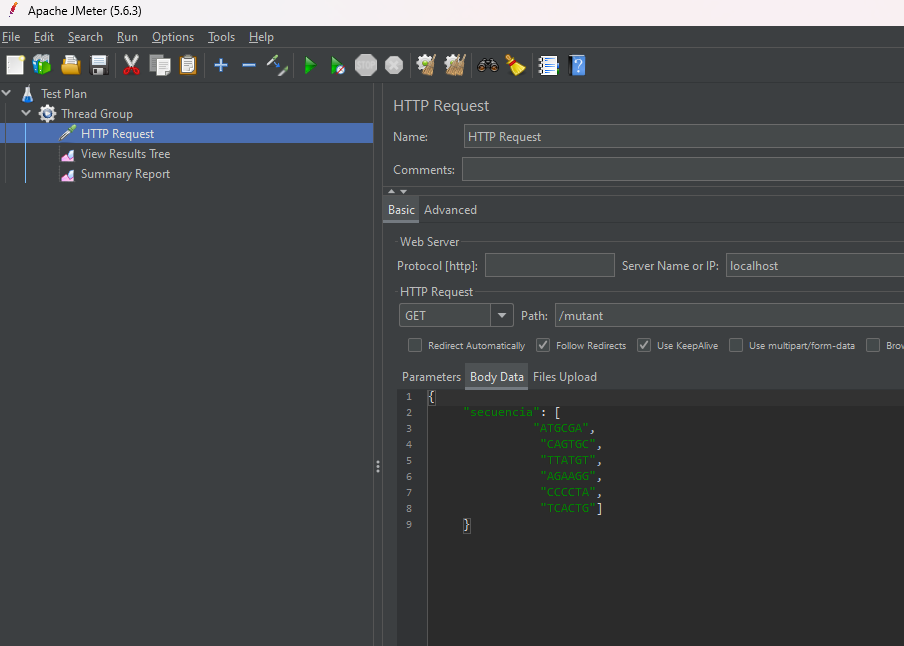 Apache JMeter (5.6.3)
File Edit Search Run Options Tools Help
STOP
Test Plan
Thread Group
HTTP Request
View Results Tree
Summary Report
HTTP Request
Name: HTTP Request
Comments:
Basic Advanced
Web Server
Protocol [http]: Server Name or IP: localhost
HTTP Request
GET Path: /mutant
Redirect Automatically Follow Redirects Use KeepAlive Use multipart/form-data Brow
Parameters Body Data Files Upload
1 {
2 "secuencia": [
3 "ATGCGA",
4 "CAGTGC",
5 "TTATGT",
6 "AGAAGG",
7 "CCCCTA",
8 "TCACTG"]
9 }